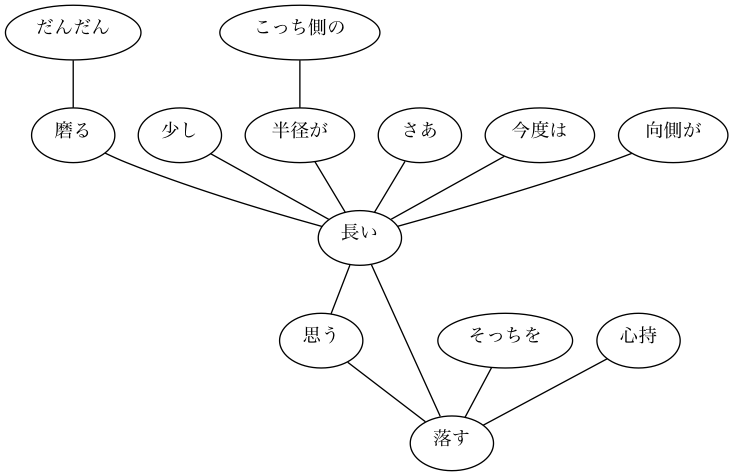 だんだん
こっち側の
磨る
少し
半径が
さあ
今度は
向側が
長い
思う
そっちを
心持
落す